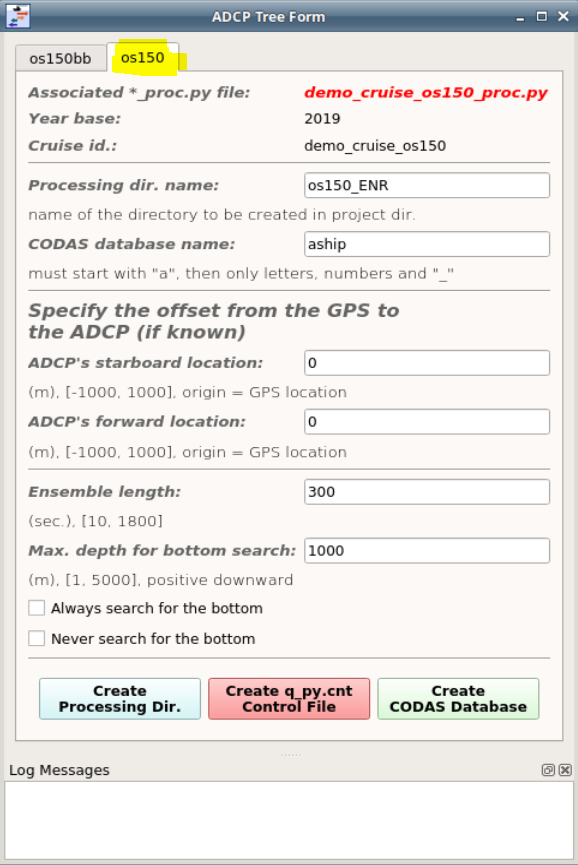 ADCP Tree Form
os150bb
os150
Associated *_proc.py file: demo_cruise_os150_proc.py
Year base: 2019
Cruise id.: demo_cruise_os150
Processing dir. name: os150_ENR
name of the directory to be created in project dir.
CODAS database name: aship
must start with "a", then only letters, numbers and "_"
Specify the offset from the GPS to
the ADCP (if known)
ADCP's starboard location: 0
(m), [-1000, 1000], origin = GPS location
ADCP's forward location: 0
(m), [-1000, 1000], origin = GPS location
Ensemble length: 300
(sec.), [10, 1800]
Max. depth for bottom search: 1000
(m), [1, 5000], positive downward
Always search for the bottom
Never search for the bottom
Create
Processing Dir.
Create q_py.cnt
Control File
Create
CODAS Database
Log Messages